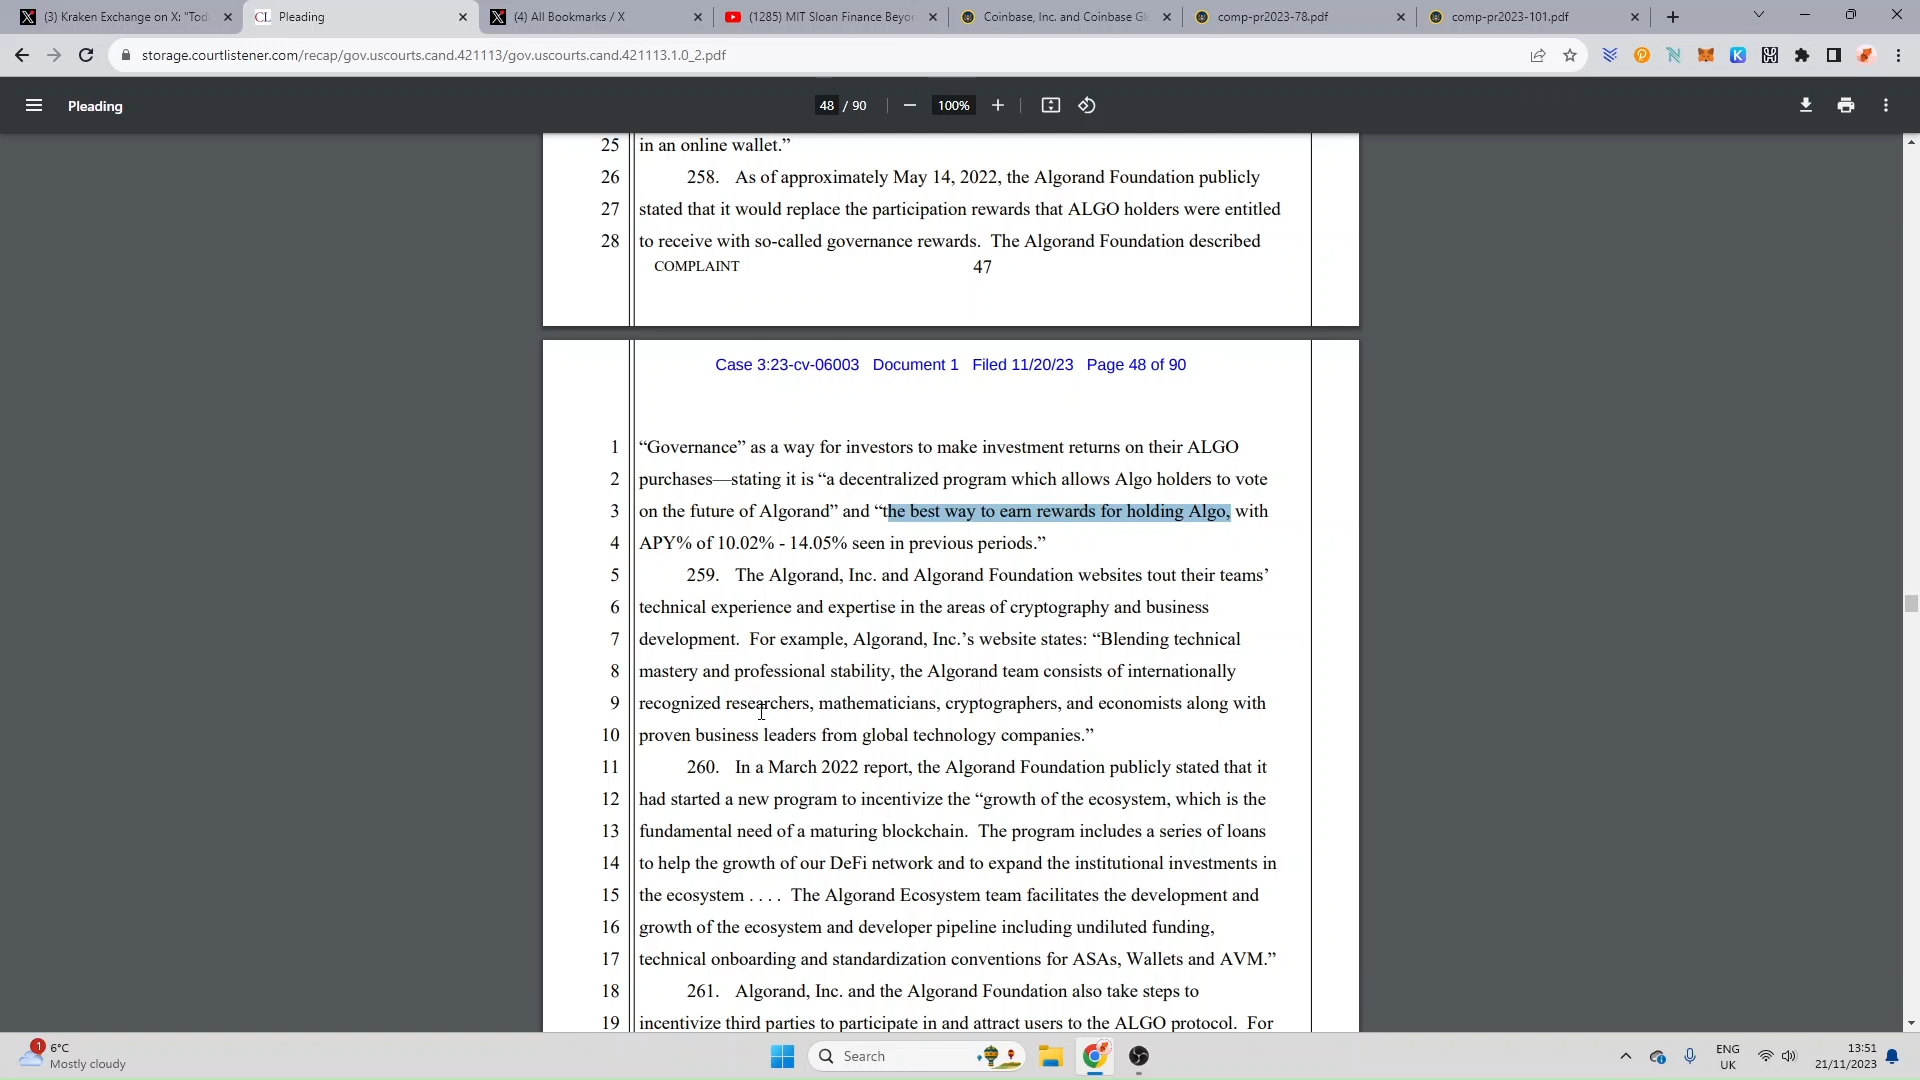 (3) Kraken Exchange on X: "Tod
Pleading
(4) All Bookmarks / X
(1285) MIT Sloan Finance Beyo
Coinbase, Inc. and Coinbase Gl
comp-pr2023-78.pdf
comp-pr2023-101.pdf
storage.courtlistener.com/recap/gov.uscourts.cand.421113/gov.uscourts.cand.421113.1.0_2.pdf
Pleading
48 / 90
100%
25 in an online wallet.”
26 258. As of approximately May 14, 2022, the Algorand Foundation publicly
27 stated that it would replace the participation rewards that ALGO holders were entitled
28 to receive with so-called governance rewards. The Algorand Foundation described
COMPLAINT 47
Case 3:23-cv-06003 Document 1 Filed 11/20/23 Page 48 of 90
1 “Governance” as a way for investors to make investment returns on their ALGO
2 purchases—stating it is “a decentralized program which allows Algo holders to vote
3 on the future of Algorand” and “the best way to earn rewards for holding Algo, with
4 APY% of 10.02% - 14.05% seen in previous periods.”
5 259. The Algorand, Inc. and Algorand Foundation websites tout their teams’
6 technical experience and expertise in the areas of cryptography and business
7 development. For example, Algorand, Inc.’s website states: “Blending technical
8 mastery and professional stability, the Algorand team consists of internationally
9 recognized researchers, mathematicians, cryptographers, and economists along with
10 proven business leaders from global technology companies.”
11 260. In a March 2022 report, the Algorand Foundation publicly stated that it
12 had started a new program to incentivize the “growth of the ecosystem, which is the
13 fundamental need of a maturing blockchain. The program includes a series of loans
14 to help the growth of our DeFi network and to expand the institutional investments in
15 the ecosystem . . . . The Algorand Ecosystem team facilitates the development and
16 growth of the ecosystem and developer pipeline including undiluted funding,
17 technical onboarding and standardization conventions for ASAs, Wallets and AVM.”
18 261. Algorand, Inc. and the Algorand Foundation also take steps to
19 incentivize third parties to participate in and attract users to the ALGO protocol. For
1
6°C
Mostly cloudy
Search
ENG
UK
13:51
21/11/2023